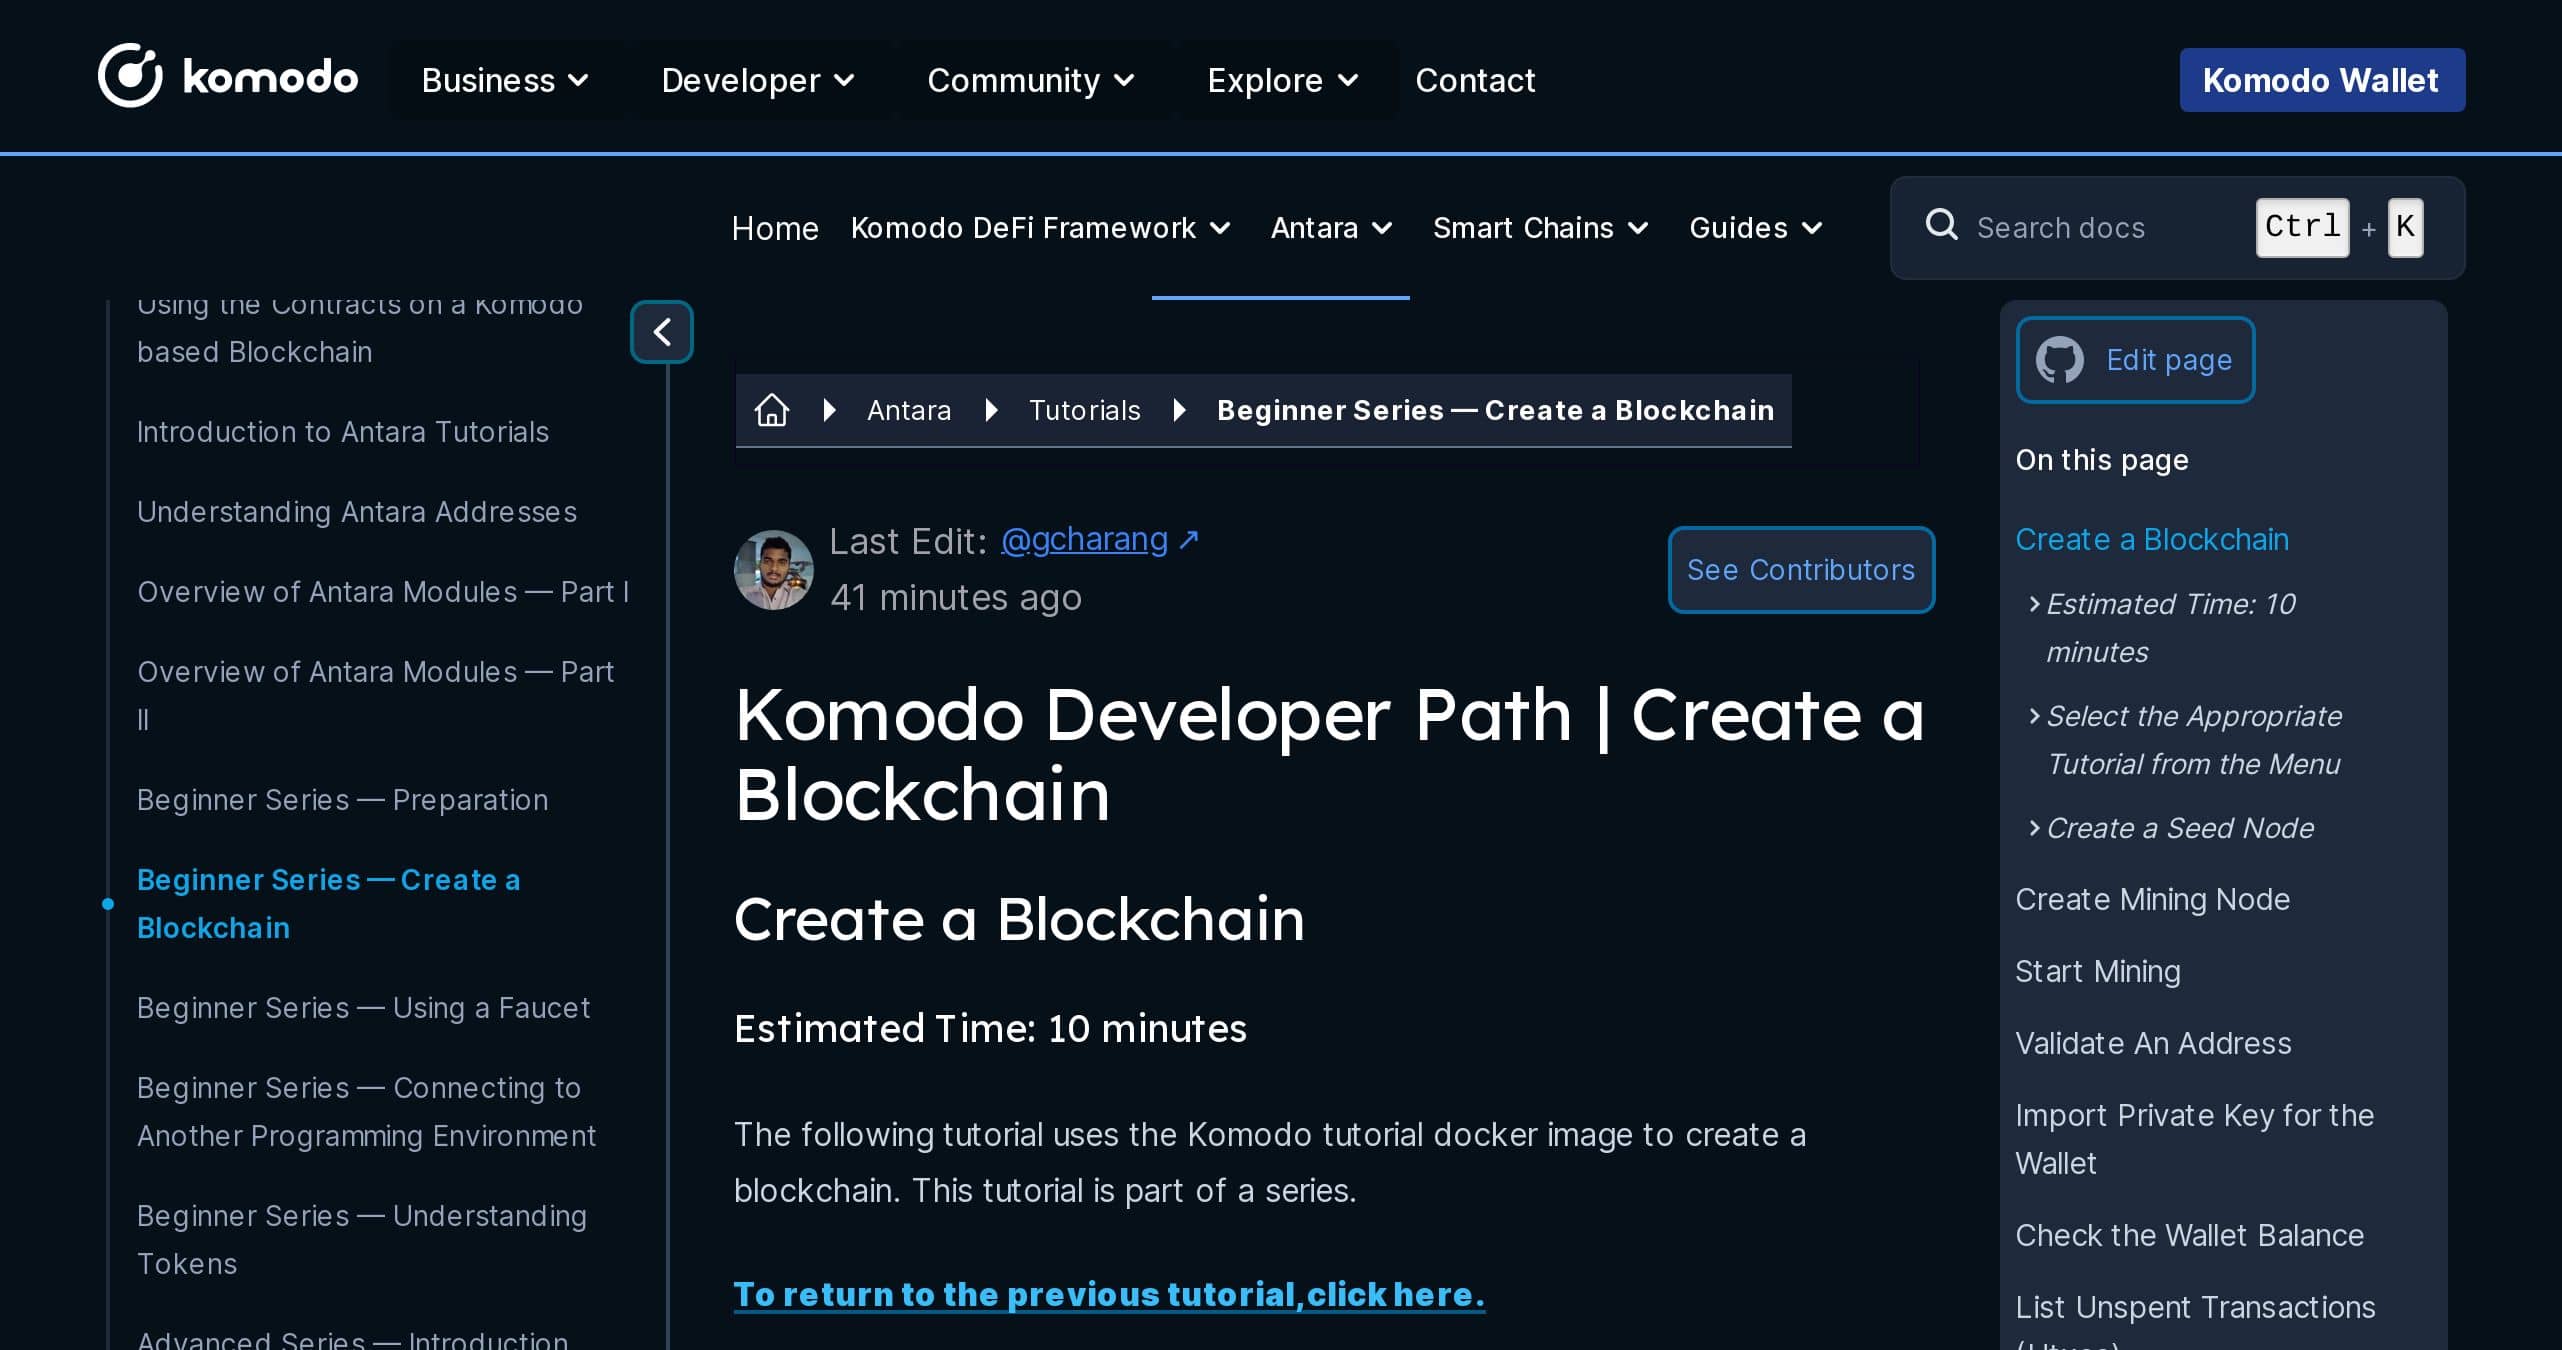 komodo
Business
Developer
Community
Explore
Contact
Komodo Wallet
Home
Komodo DeFi Framework
Antara
Smart Chains
Guides
Search docs
Ctrl + K
Using the Contracts on a Komodo
based Blockchain
Introduction to Antara Tutorials
Understanding Antara Addresses
Overview of Antara Modules — Part I
Overview of Antara Modules — Part
II
Beginner Series — Preparation
Beginner Series — Create a
Blockchain
Beginner Series — Using a Faucet
Beginner Series — Connecting to
Another Programming Environment
Beginner Series — Understanding
Tokens
Advanced Series — Introduction
Antara
Tutorials
Beginner Series — Create a Blockchain
Last Edit: @gcharang ↗
41 minutes ago
See Contributors
Komodo Developer Path | Create a
Blockchain
Create a Blockchain
Estimated Time: 10 minutes
The following tutorial uses the Komodo tutorial docker image to create a
blockchain. This tutorial is part of a series.
To return to the previous tutorial,click here.
Edit page
On this page
Create a Blockchain
Estimated Time: 10
minutes
Select the Appropriate
Tutorial from the Menu
Create a Seed Node
Create Mining Node
Start Mining
Validate An Address
Import Private Key for the
Wallet
Check the Wallet Balance
List Unspent Transactions